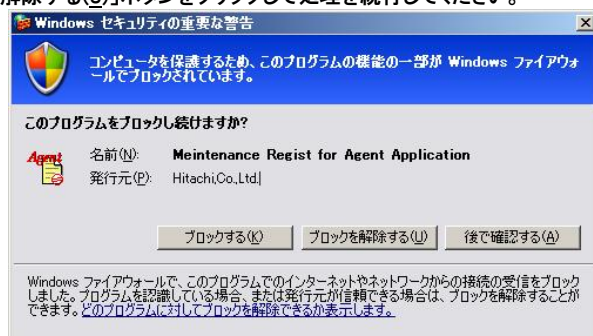 解除する(U)]ボタンをクリックして処理を続行してください。
Windows セキュリティの重要な警告
コンピュータを保護するため、このプログラムの機能の一部が Windows ファイアウォ
ールでブロックされています。
このプログラムをブロックし続けますか?
Agent
名前(N): Meintenance Regist for Agent Application
発行元(P): Hitachi,Co.,Ltd.
ブロックする(K) ブロックを解除する(U) 後で確認する(A)
Windows ファイアウォールで、このプログラムでのインターネットやネットワークからの接続の受信をブロック
しました。プログラムを認識している場合、または発行元が信頼できる場合は、ブロックを解除することが
できます。どのプログラムに対してブロックを解除できるか表示します。